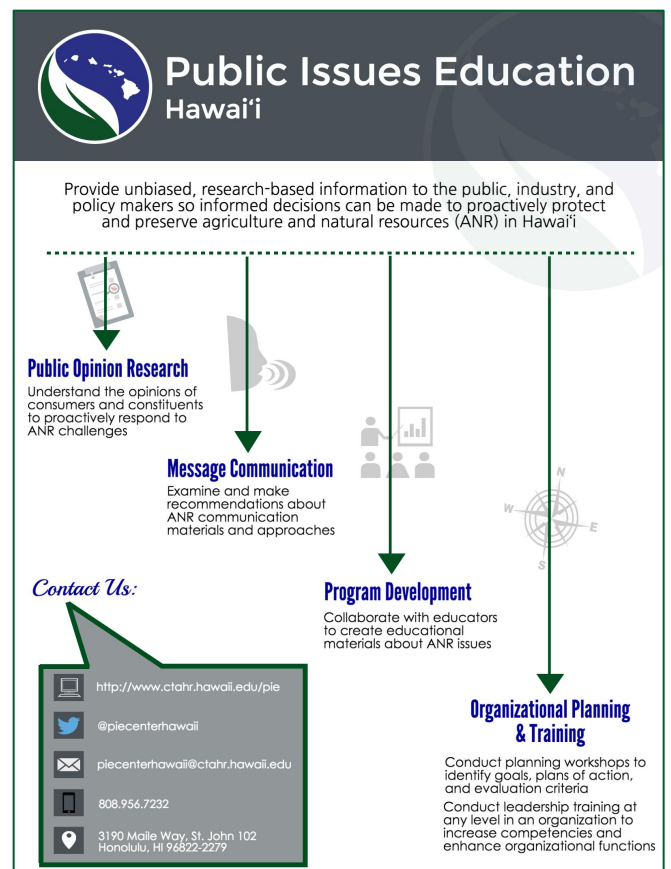 Public Issues Education
Hawaiʻi
Provide unbiased, research-based information to the public, industry, and
policy makers so informed decisions can be made to proactively protect
and preserve agriculture and natural resources (ANR) in Hawaiʻi
Public Opinion Research
Understand the opinions of
consumers and constituents
to proactively respond to
ANR challenges
Message Communication
Examine and make
recommendations about
ANR communication
materials and approaches
N
W
E
S
Program Development
Collaborate with educators
to create educational
materials about ANR issues
Organizational Planning
& Training
Conduct planning workshops to
identify goals, plans of action,
and evaluation criteria
Conduct leadership training at
any level in an organization to
increase competencies and
enhance organizational functions
Contact Us:
http://www.ctahr.hawaii.edu/pie
@piecenterhawaii
piecenterhawaii@ctahr.hawaii.edu
808.956.7232
3190 Maile Way, St. John 102
Honolulu, HI 96822-2279